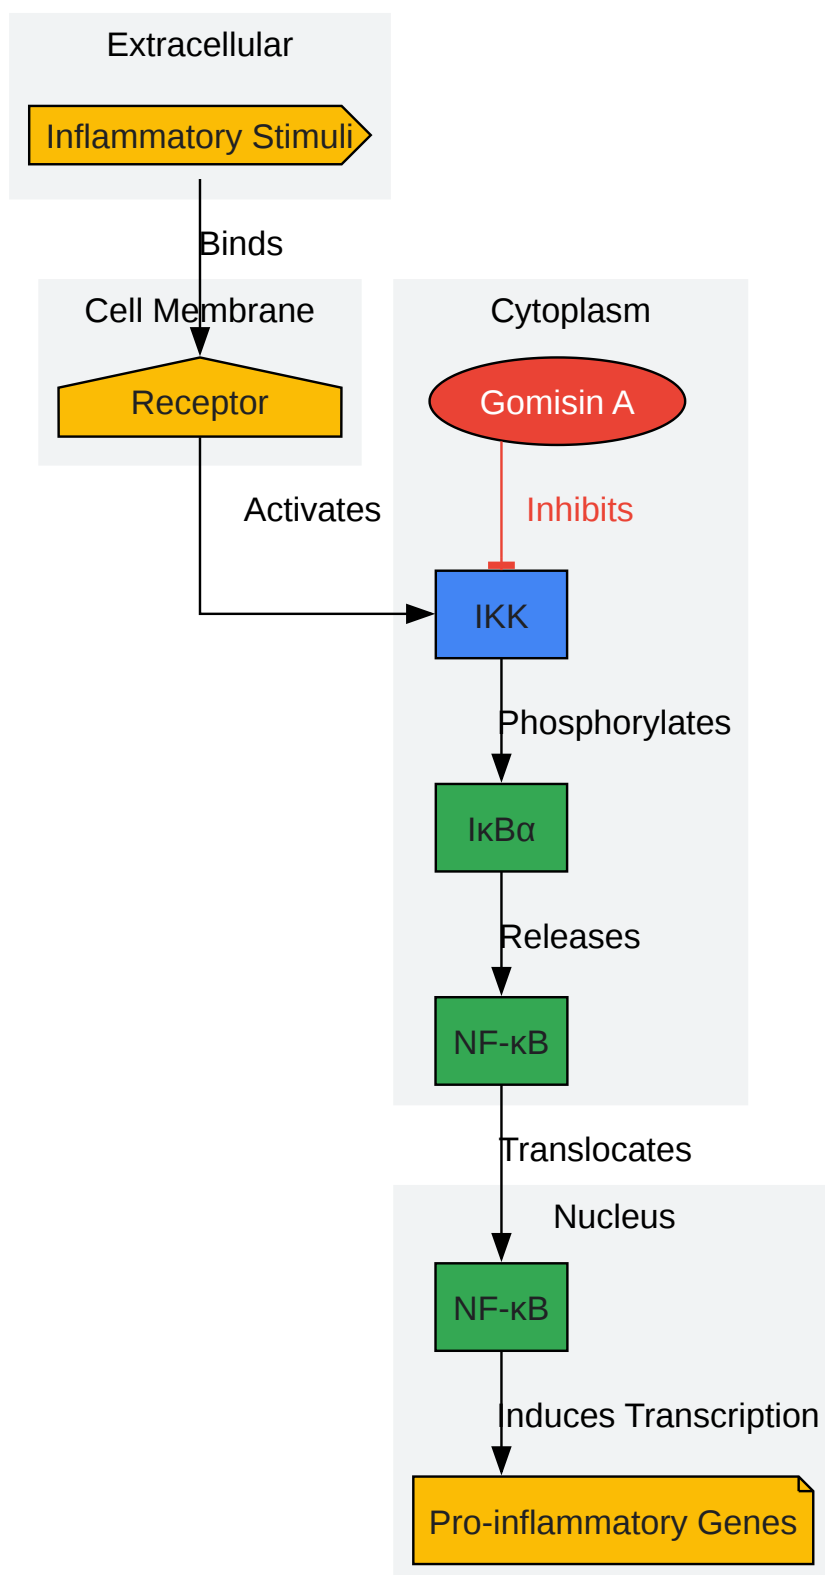 Extracellular
Inflammatory Stimuli
Binds
Cell Membrane
Cytoplasm
Receptor
Gomisin A
Activates
Inhibits
IKK
Phosphorylates
IκBα
Releases
NF-κB
Translocates
Nucleus
NF-κB
Induces Transcription
Pro-inflammatory Genes